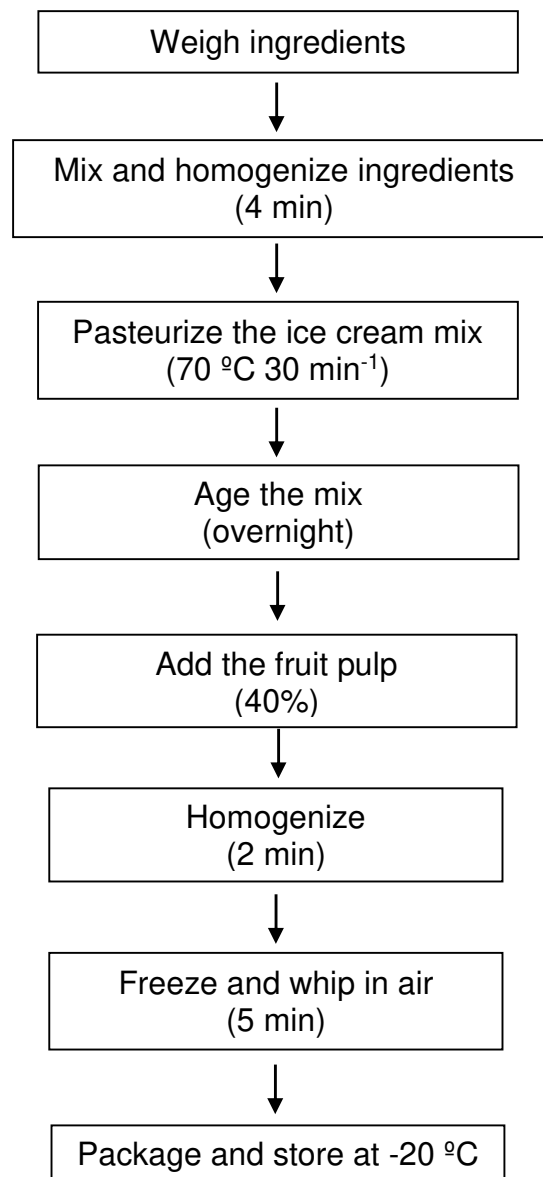 Weigh ingredients
Mix and homogenize ingredients
(4 min)
Pasteurize the ice cream mix
(70 ºC 30 min⁻¹)
Age the mix
(overnight)
Add the fruit pulp
(40%)
Homogenize
(2 min)
Freeze and whip in air
(5 min)
Package and store at -20 ºC